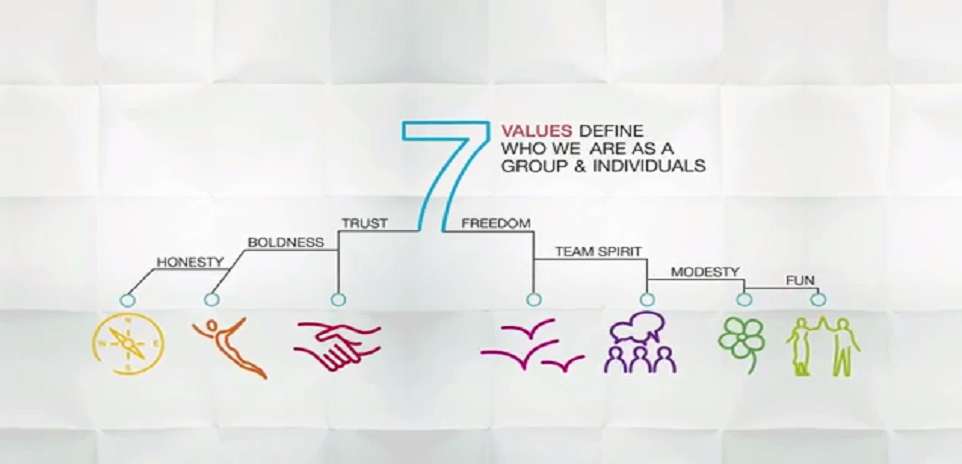 7
VALUES DEFINE
WHO WE ARE AS A
GROUP & INDIVIDUALS
TRUST
FREEDOM
BOLDNESS
TEAM SPIRIT
HONESTY
MODESTY
FUN
N
W E
S